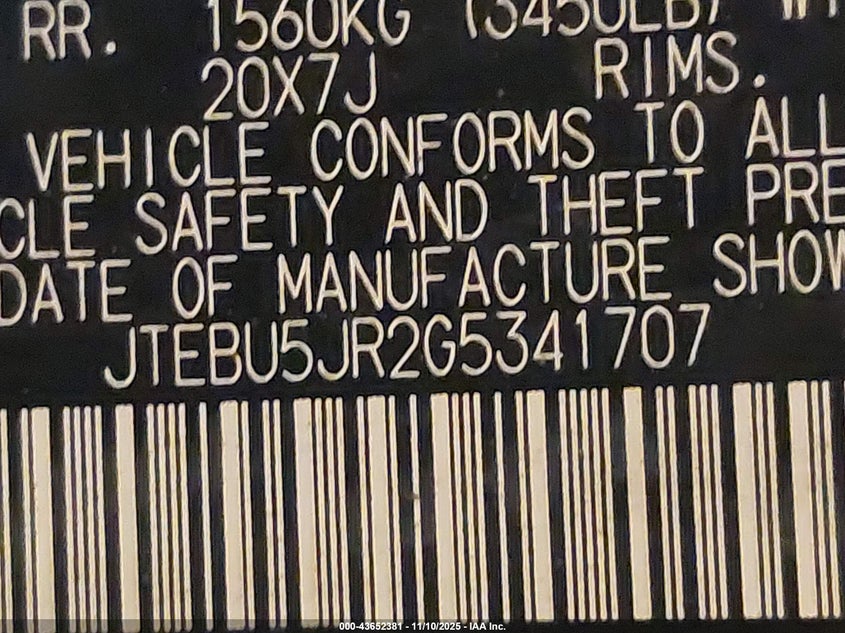 RR. 1560KG (3450LB)
20X7J RIMS.
VEHICLE CONFORMS TO ALL
CLE SAFETY AND THEFT PRE
DATE OF MANUFACTURE SHOW
JTEBU5JR2G5341707
000-43652381 - 11/10/2025 - IAA Inc.